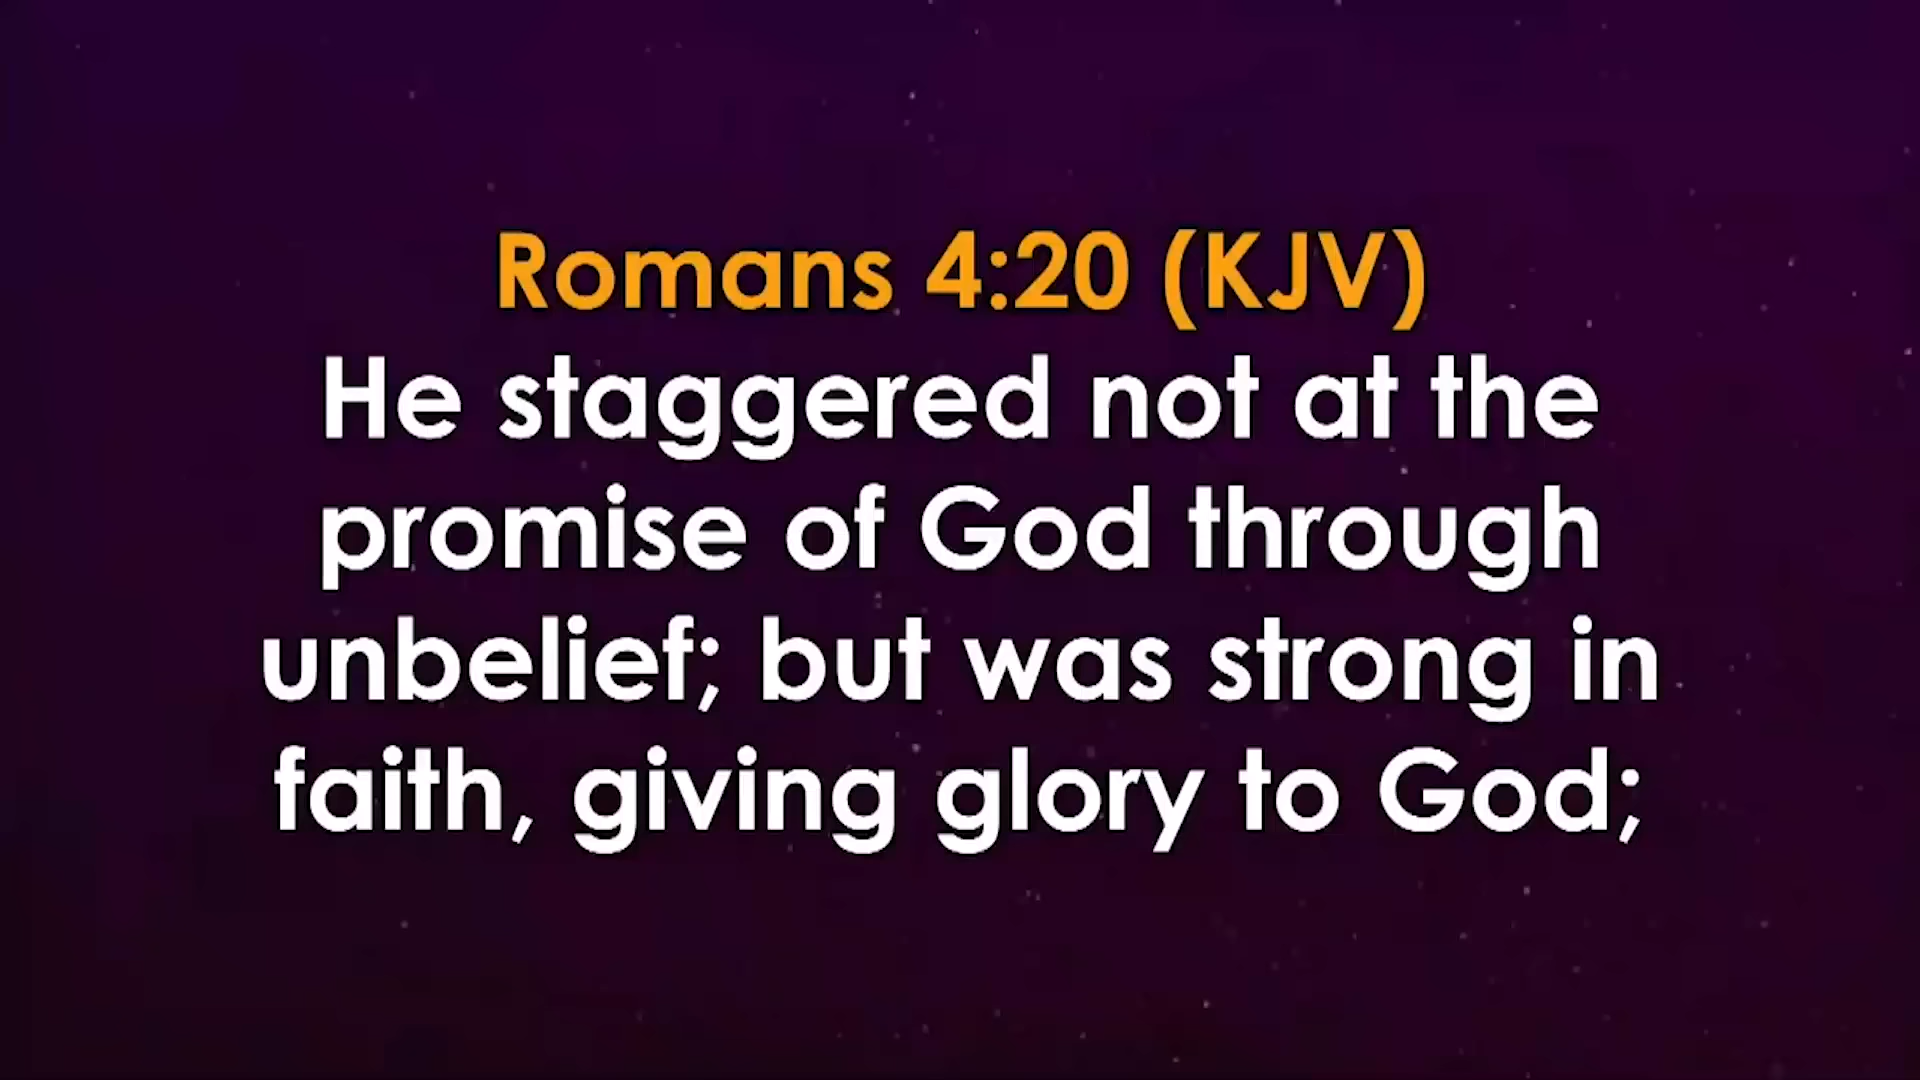 Romans 4:20 (KJV)
He staggered not at the
promise of God through
unbelief; but was strong in
faith, giving glory to God;